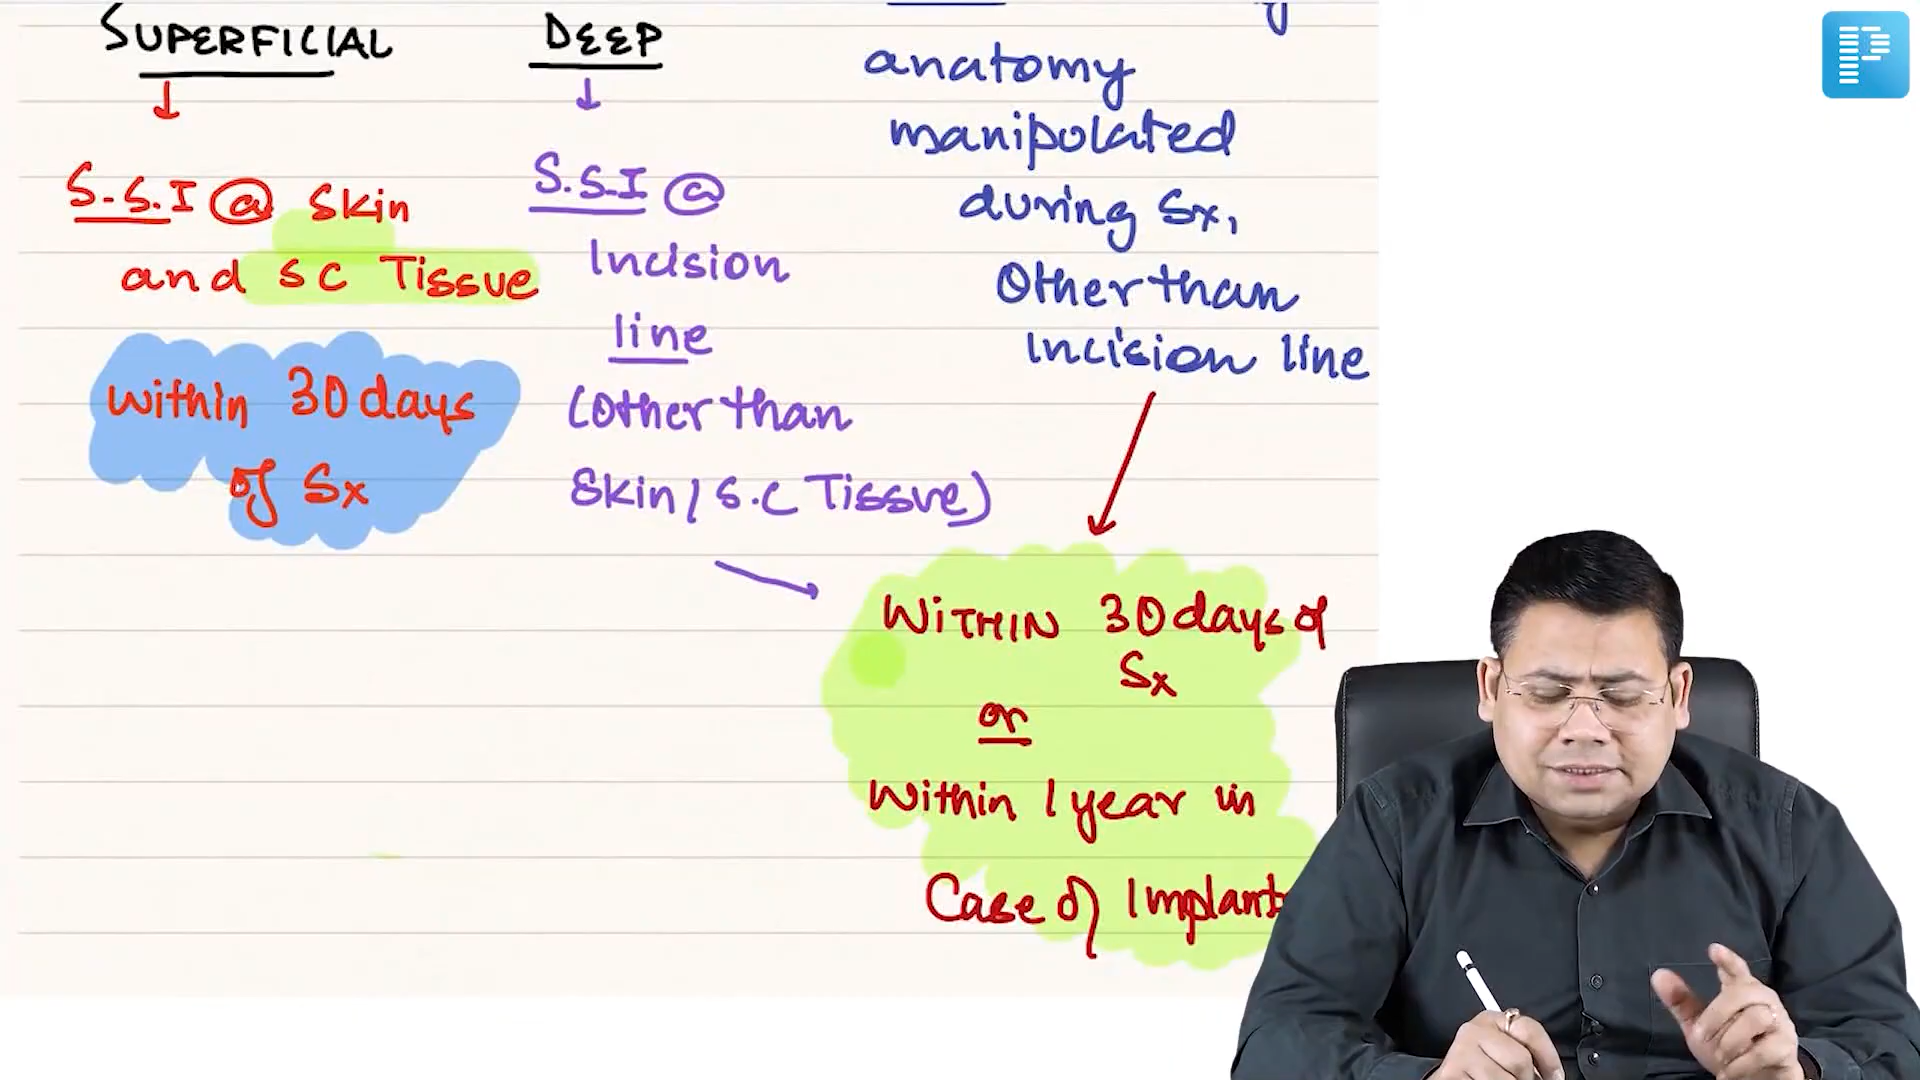 SUPERFICIAL
S.S.I @ Skin
and SC Tissue
Within 30 days
of Sx
DEEP
S.S.I @
Incision
line
(other than
Skin / S.C Tissue)
anatomy
manipulated
during Sx,
Other than
Incision line
WITHIN 30 days of
Sx
or
Within 1 year in
Case of Implants